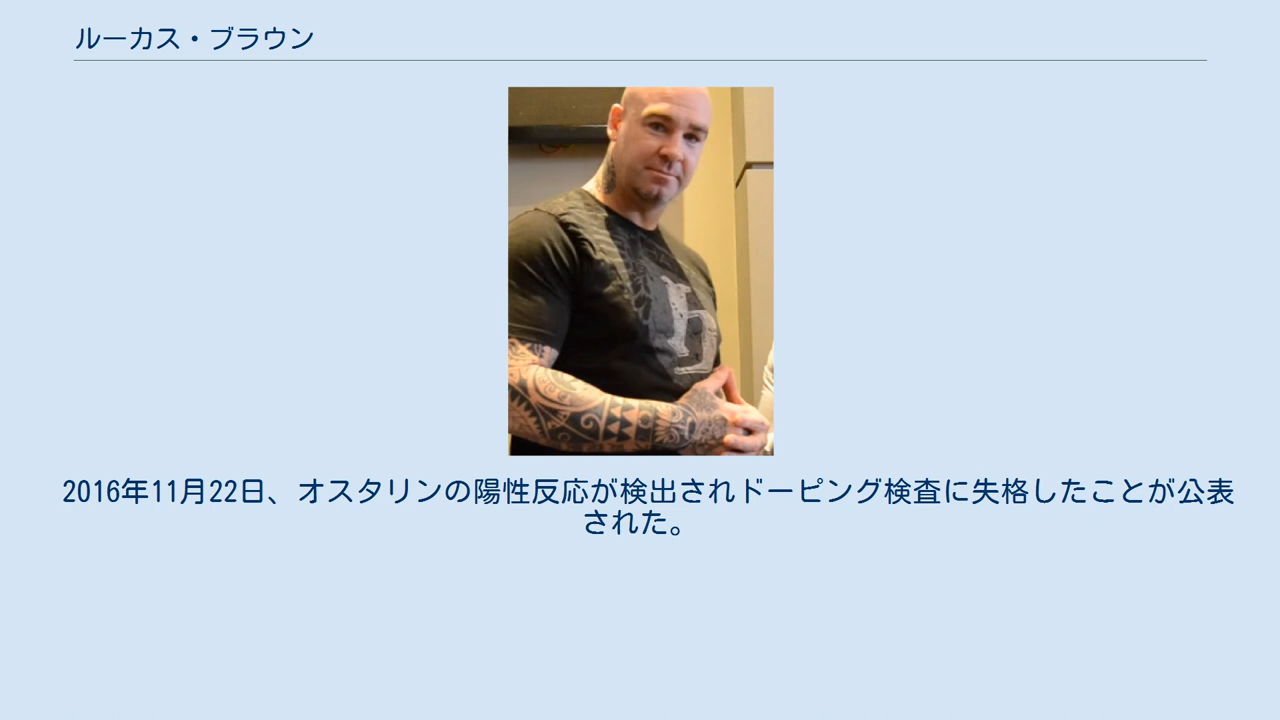 ルーカス・ブラウン
2016年11月22日、オスタリンの陽性反応が検出されドーピング検査に失格したことが公表
された。